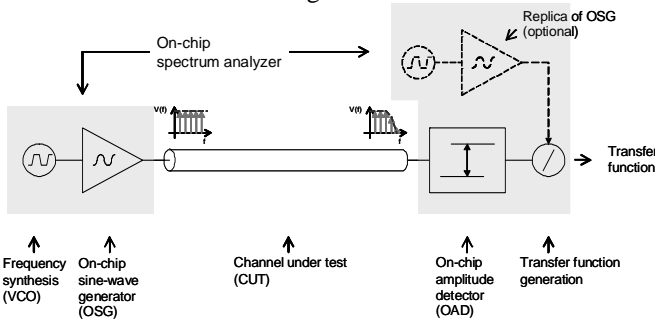 Replica of OSG
(optional)
On-chip
spectrum analyzer
V(f)
f
V(f)
f
Transfer
function
Frequency
synthesis
(VCO)
On-chip
sine-wave
generator
(OSG)
Channel under test
(CUT)
On-chip
amplitude
detector
(OAD)
Transfer function
generation